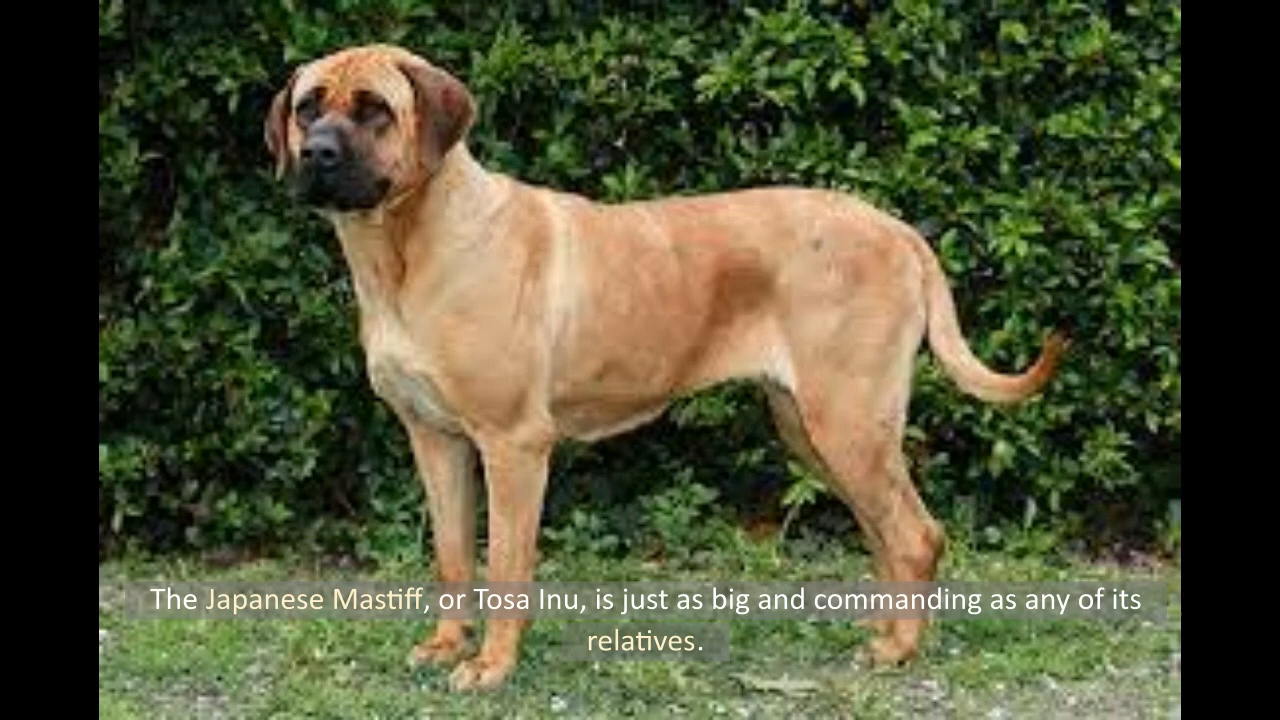 The Japanese Mastiff, or Tosa Inu, is just as big and commanding as any of its
relatives.